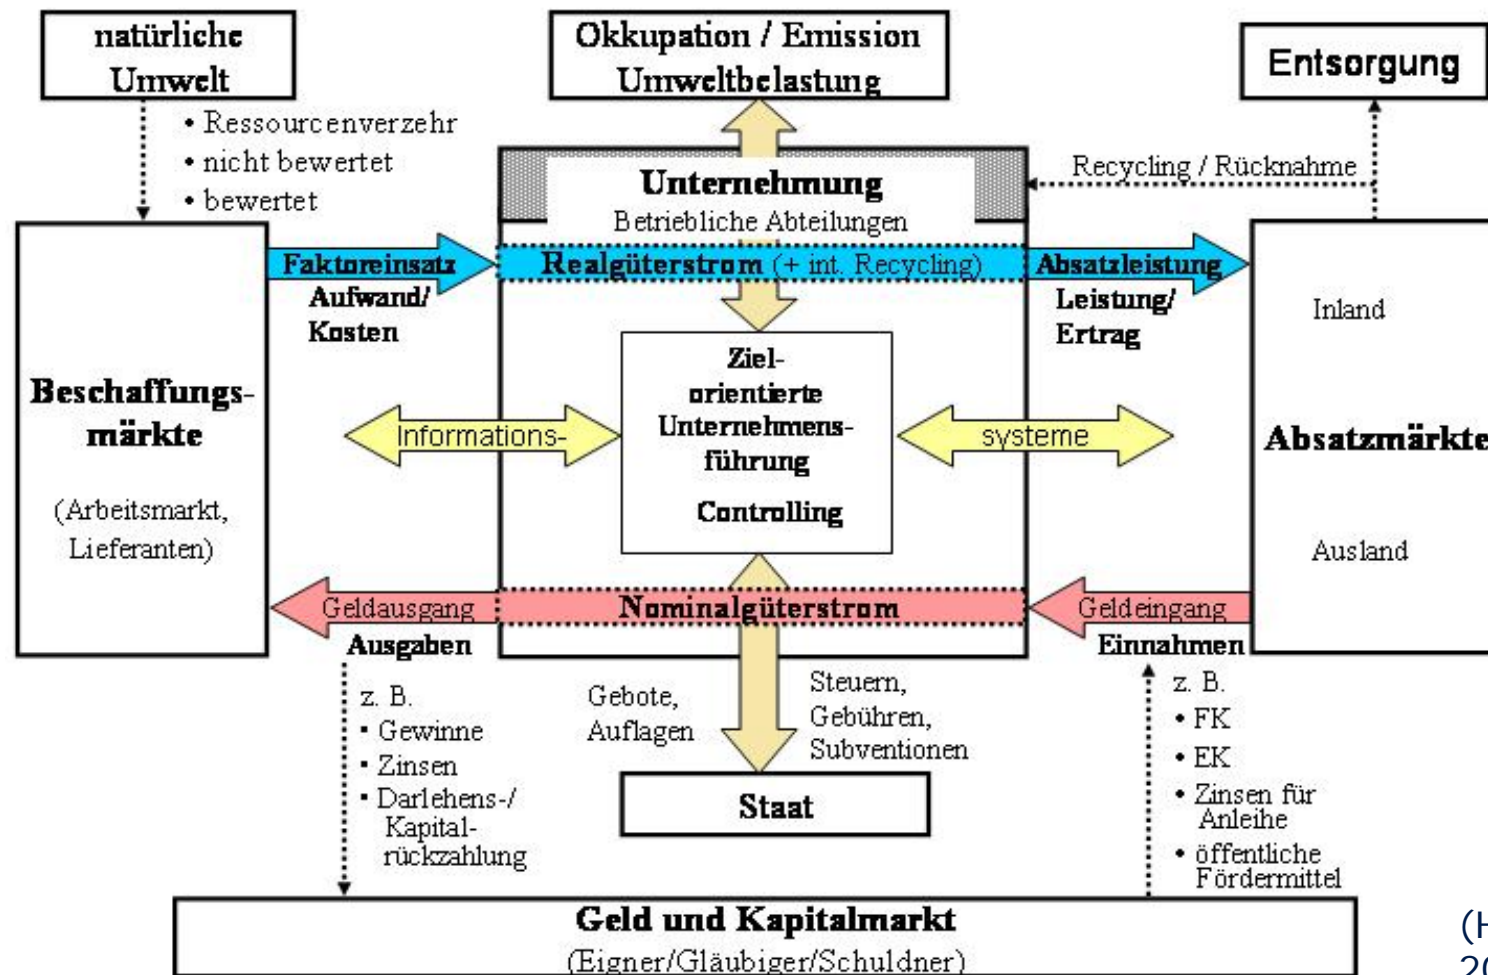 natürliche
Umwelt
Okkupation / Emission
Umweltbelastung
Entsorgung
• Ressourcenverzehr
• nicht bewertet
• bewertet
Recycling / Rücknahme
Unternehmung
Betriebliche Abteilungen
Faktoreinsatz
Realgüterstrom (+ int. Recycling)
Absatzleistung
Aufwand/
Kosten
Leistung/
Ertrag
Beschaffungs-
märkte
(Arbeitsmarkt,
Lieferanten)
Informations-
Ziel-
orientierte
Unternehmens-
führung
Controlling
systeme
Inland
Absatzmärkte
Ausland
Geldausgang
Nominalgüterstrom
Geldeingang
Ausgaben
Einnahmen
z. B.
▪ Gewinne
▪ Zinsen
▪ Darlehens-/
Kapital-
rückzahlung
Gebote,
Auflagen
Steuern,
Gebühren,
Subventionen
z. B.
• FK
• EK
• Zinsen für
Anleihe
• öffentliche
Fördermittel
Staat
Geld und Kapitalmarkt
(Eigner/Gläubiger/Schuldner)